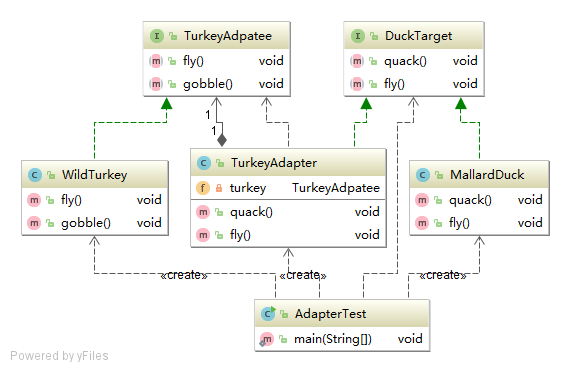 TurkeyAdpatee
fly() void
gobble() void
DuckTarget
quack() void
fly() void
1
1
WildTurkey
fly() void
gobble() void
TurkeyAdapter
turkey TurkeyAdpatee
quack() void
fly() void
MallardDuck
quack() void
fly() void
«create» «create» «create»
AdapterTest
main(String[]) void
Powered by yFiles